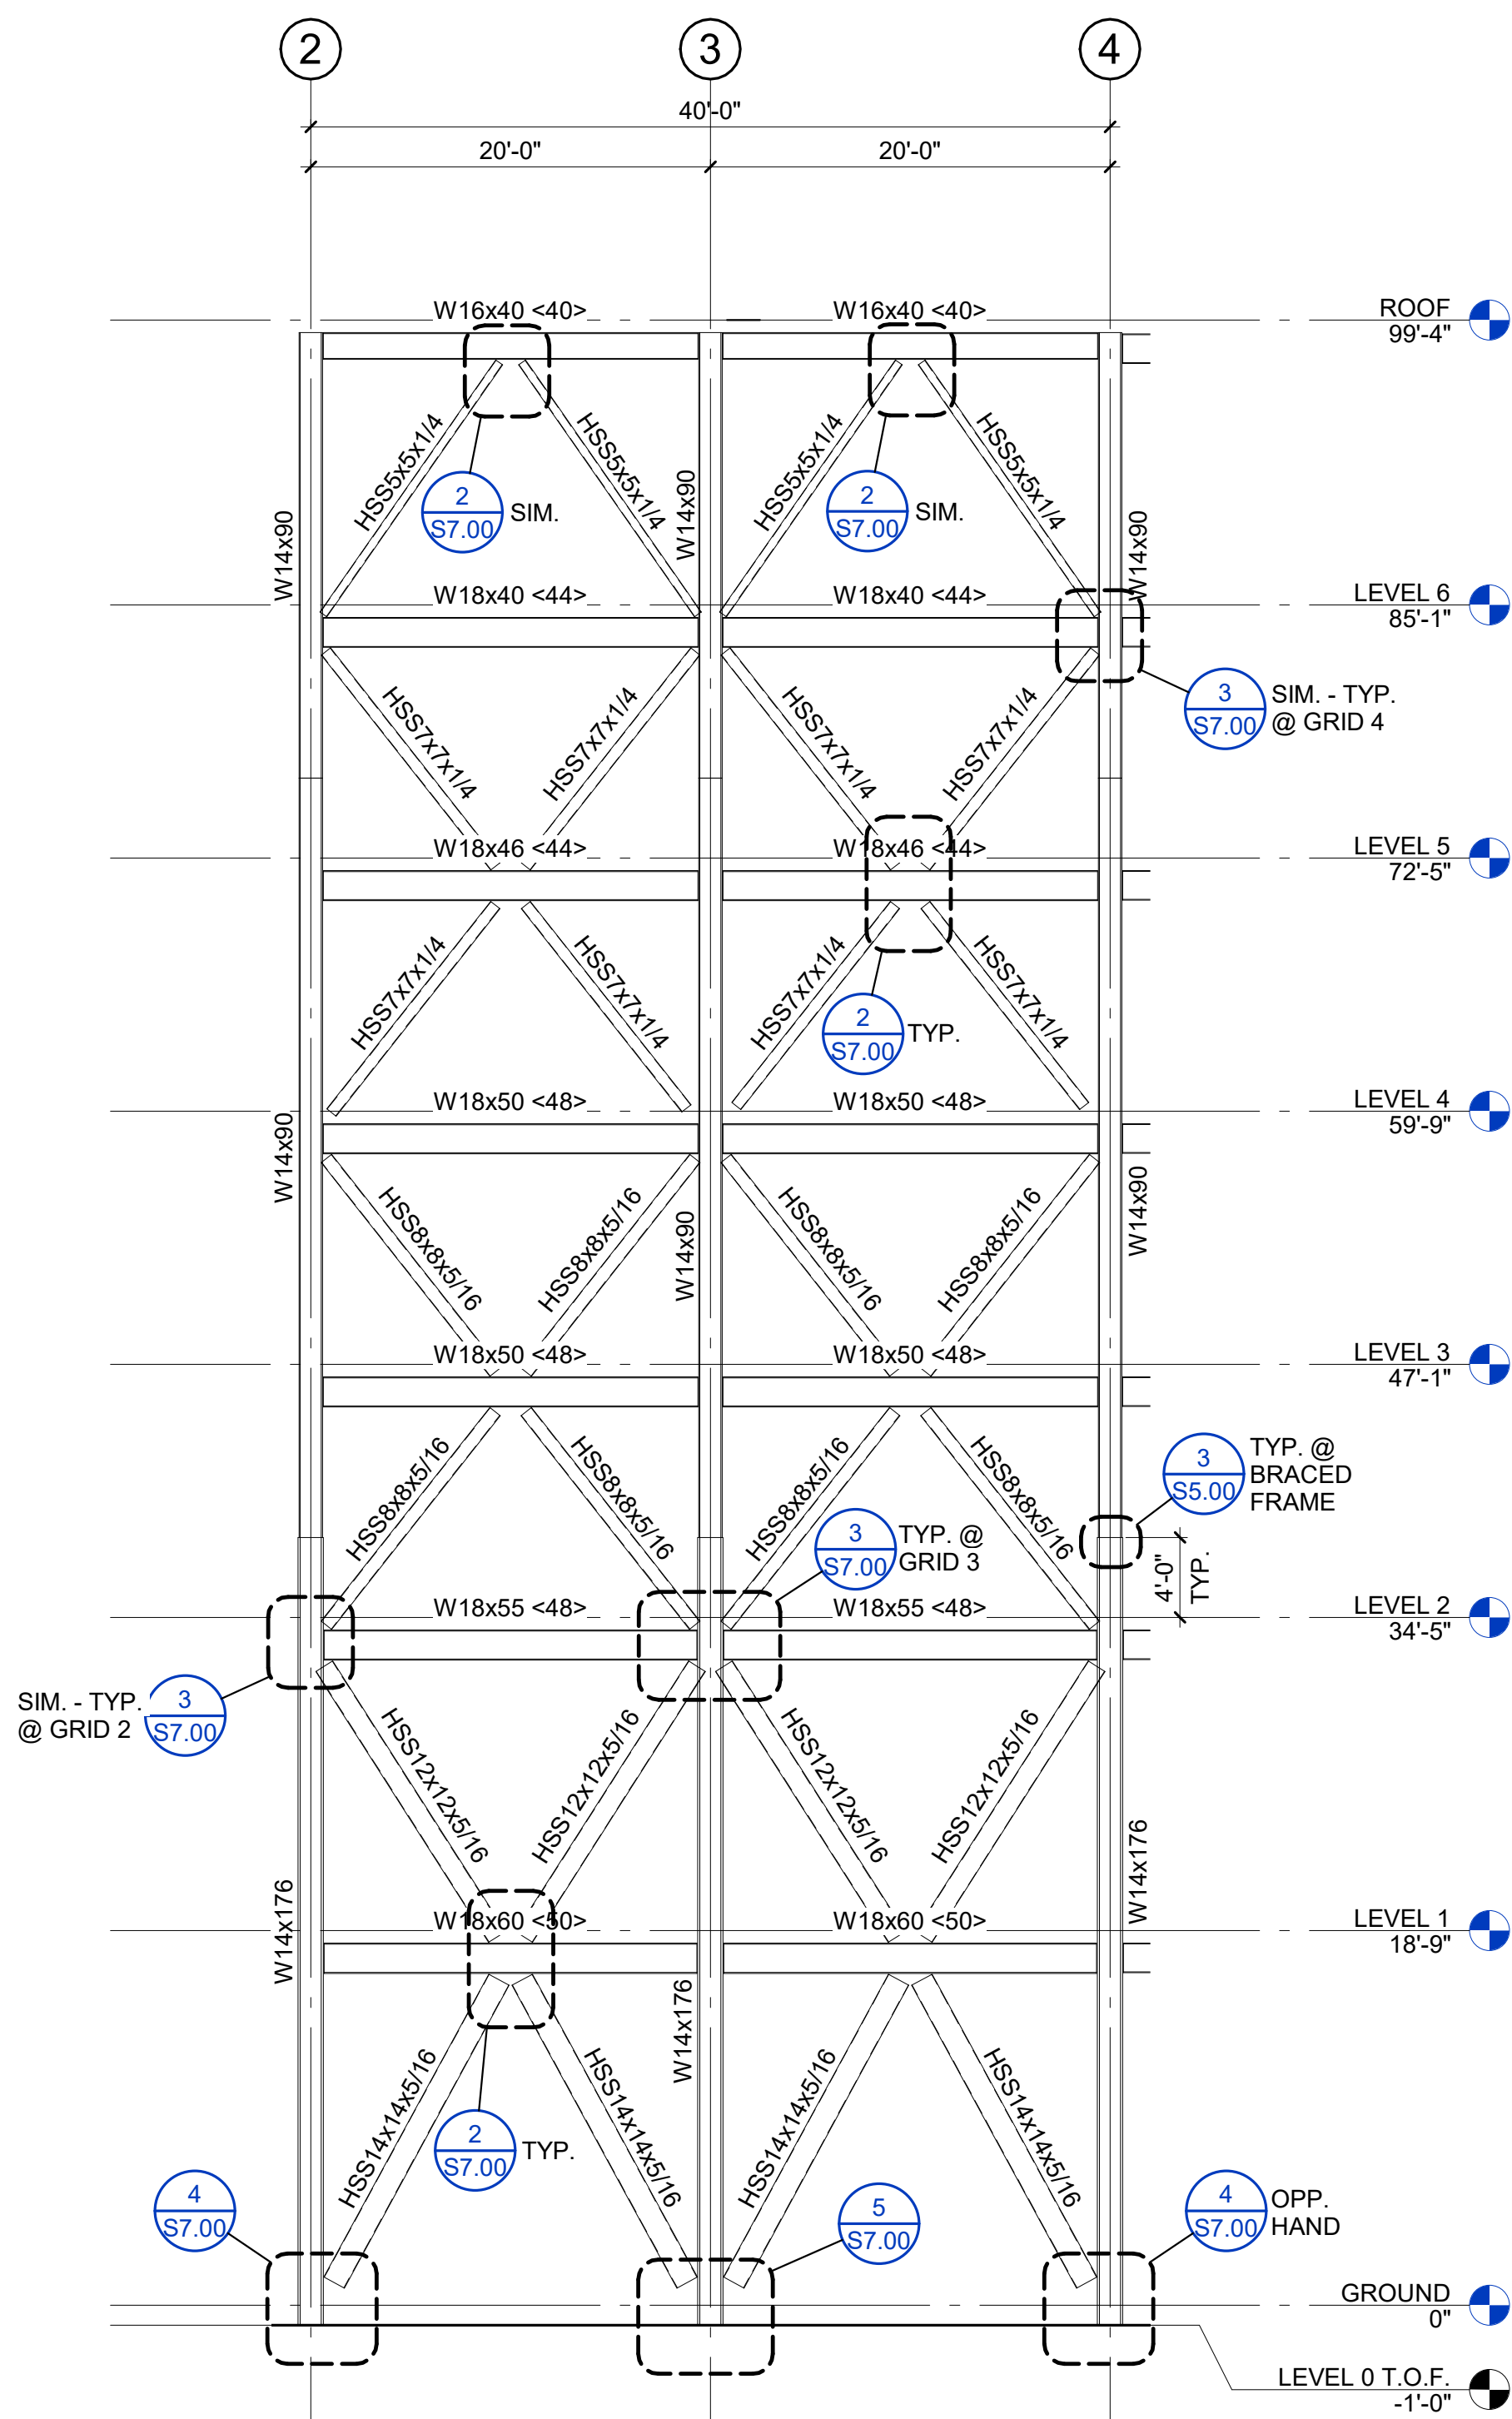 2
3
4
40'-0"
20'-0"
20'-0"
W16x40 <40>
W16x40 <40>
ROOF
99'-4"
HSS5x5x1/4
HSS5x5x1/4
HSS5x5x1/4
HSS5x5x1/4
W14x90
W14x90
W14x90
2
S7.00
SIM.
2
S7.00
SIM.
W18x40 <44>
W18x40 <44>
LEVEL 6
85'-1"
3
S7.00
SIM. - TYP.
@ GRID 4
HSS7x7x1/4
HSS7x7x1/4
HSS7x7x1/4
HSS7x7x1/4
W18x46 <44>
W18x46 <44>
LEVEL 5
72'-5"
HSS7x7x1/4
HSS7x7x1/4
HSS7x7x1/4
HSS7x7x1/4
2
S7.00
TYP.
W18x50 <48>
W18x50 <48>
LEVEL 4
59'-9"
W14x90
W14x90
W14x90
HSS8x8x5/16
HSS8x8x5/16
HSS8x8x5/16
HSS8x8x5/16
W18x50 <48>
W18x50 <48>
LEVEL 3
47'-1"
HSS8x8x5/16
HSS8x8x5/16
HSS8x8x5/16
HSS8x8x5/16
3
S5.00
TYP. @
BRACED
FRAME
3
S7.00
TYP. @
GRID 3
4'-0"
TYP.
W18x55 <48>
W18x55 <48>
LEVEL 2
34'-5"
SIM. - TYP.
@ GRID 2
3
S7.00
HSS12x12x5/16
HSS12x12x5/16
HSS12x12x5/16
HSS12x12x5/16
W14x176
W14x176
W14x176
W18x60 <50>
W18x60 <50>
LEVEL 1
18'-9"
HSS14x14x5/16
HSS14x14x5/16
HSS14x14x5/16
HSS14x14x5/16
2
S7.00
TYP.
4
S7.00
5
S7.00
4
S7.00
OPP.
HAND
GROUND
0"
LEVEL 0 T.O.F.
-1'-0"